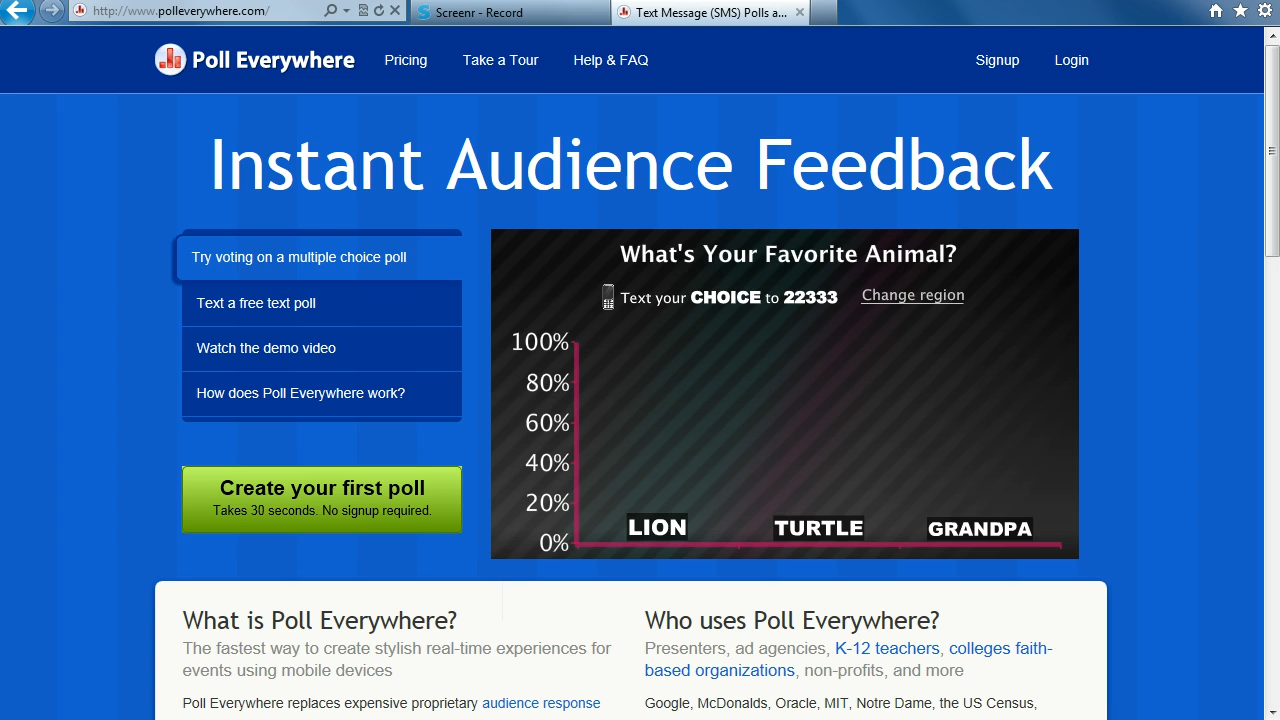 http://www.polleverywhere.com/
Screenr - Record
Text Message (SMS) Polls a...
Poll Everywhere
Pricing
Take a Tour
Help & FAQ
Signup
Login
Instant Audience Feedback
Try voting on a multiple choice poll
Text a free text poll
Watch the demo video
How does Poll Everywhere work?
Create your first poll
Takes 30 seconds. No signup required.
What's Your Favorite Animal?
Text your CHOICE to 22333
Change region
100%
80%
60%
40%
20%
0%
LION
TURTLE
GRANDPA
What is Poll Everywhere?
The fastest way to create stylish real-time experiences for
events using mobile devices
Poll Everywhere replaces expensive proprietary audience response
Who uses Poll Everywhere?
Presenters, ad agencies, K-12 teachers, colleges faith-
based organizations, non-profits, and more
Google, McDonalds, Oracle, MIT, Notre Dame, the US Census,